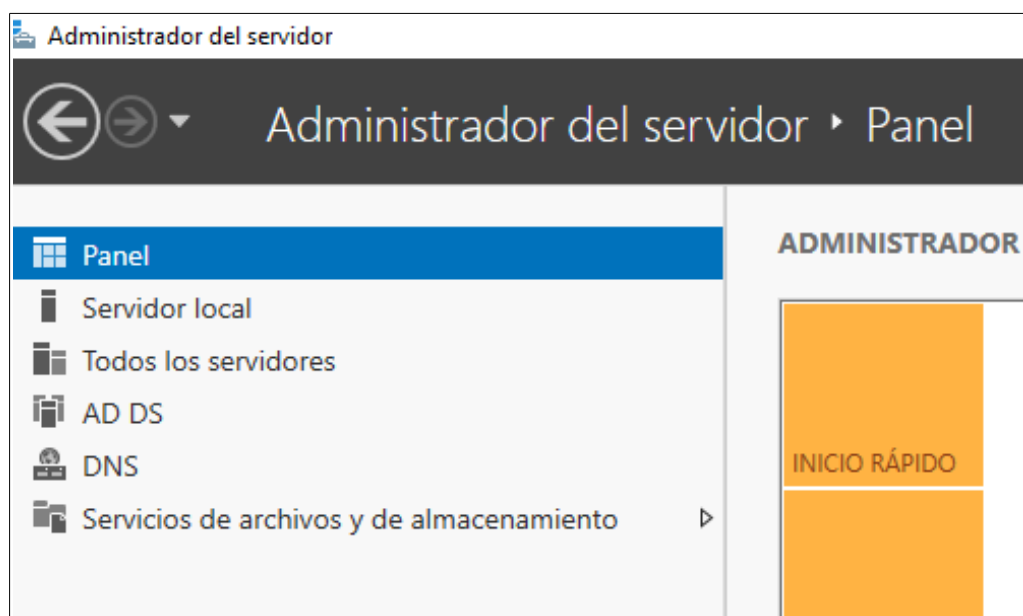 Administrador del servidor
Administrador del servidor ‣ Panel
Panel
Servidor local
Todos los servidores
AD DS
DNS
Servicios de archivos y de almacenamiento
ADMINISTRADOR
INICIO RÁPIDO